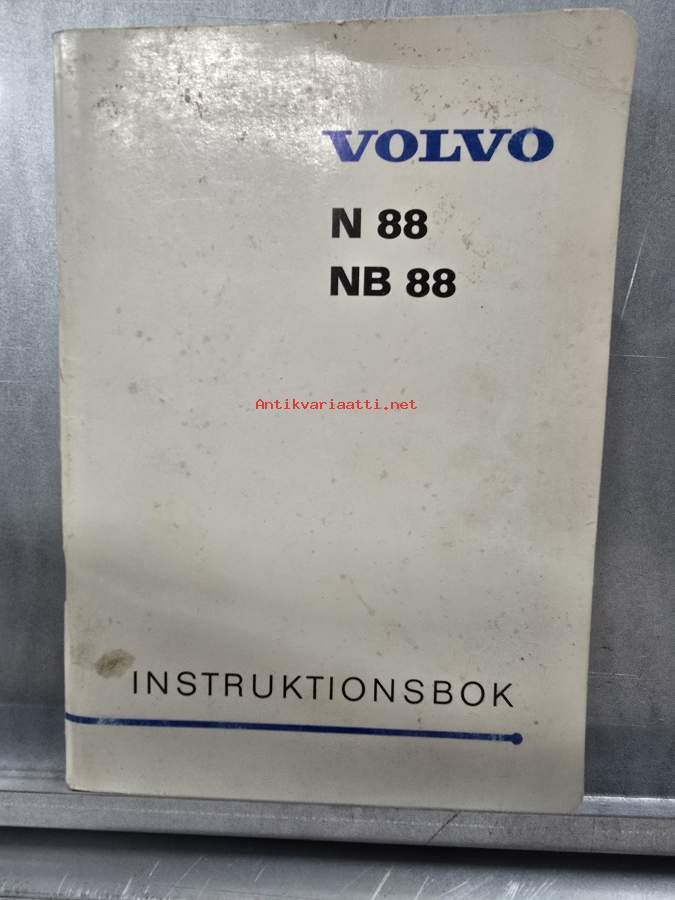 VOLVO
N 88
NB 88
Antikvariaatti.net
INSTRUKTIONSBOK